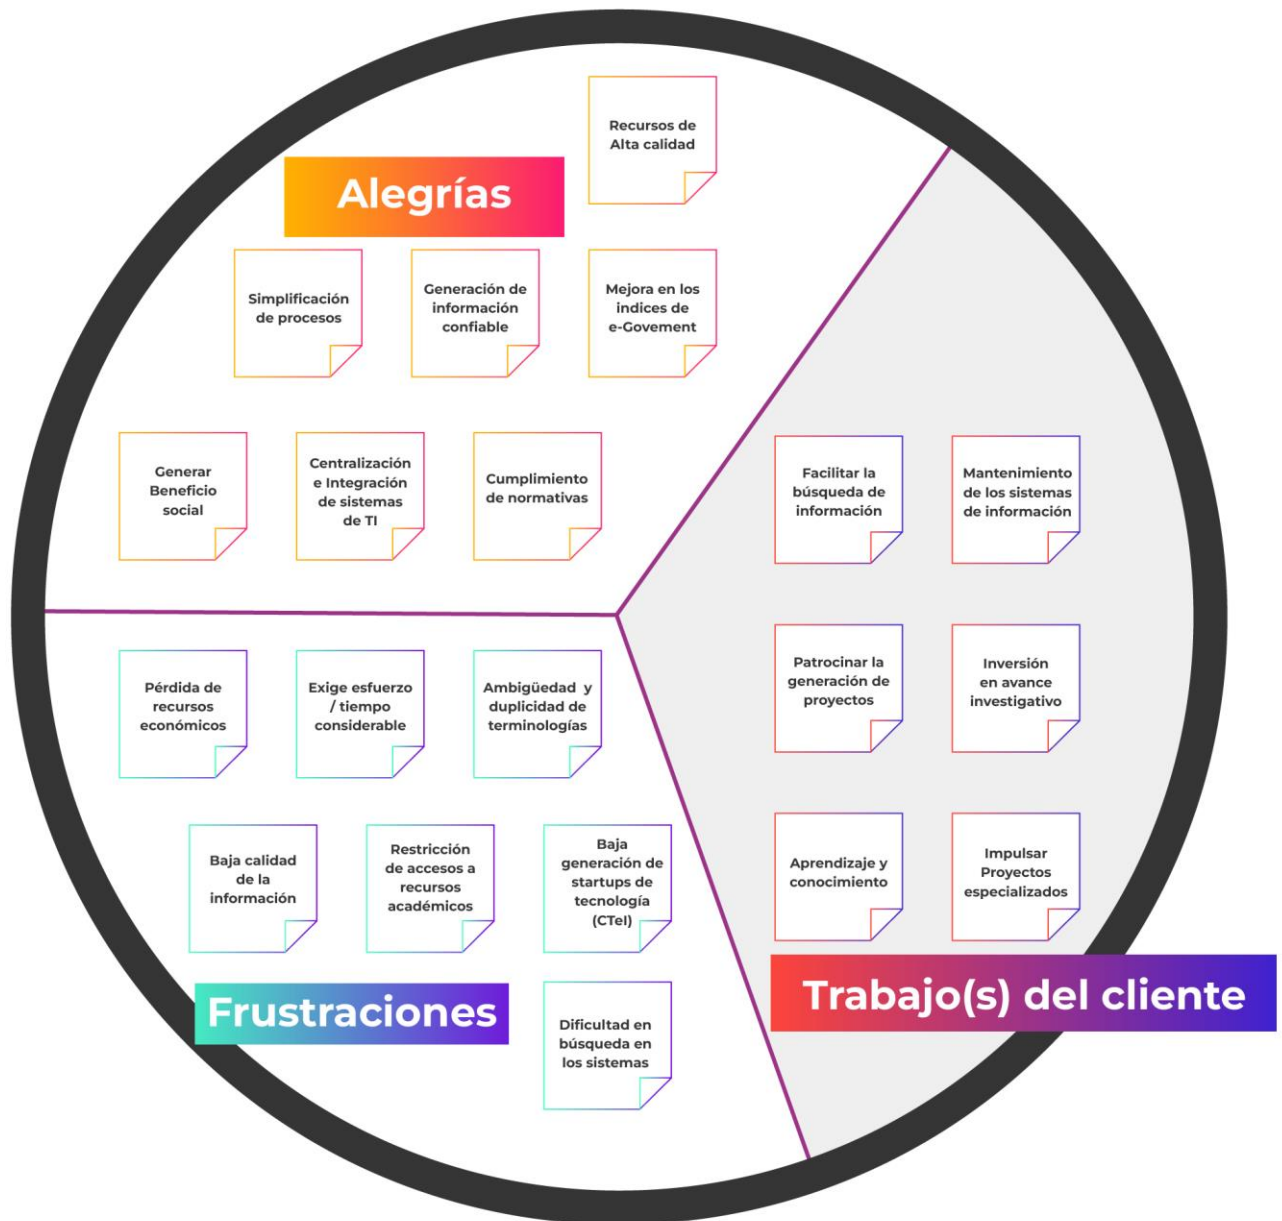 Alegrías
Recursos de
Alta calidad
Simplificación
de procesos
Generación de
información
confiable
Mejora en los
indices de
e-Govement
Generar
Beneficio
social
Centralización
e Integración
de sistemas
de TI
Cumplimiento
de normativas
Facilitar la
búsqueda de
información
Mantenimiento
de los sistemas
de información
Patrocinar la
generación de
proyectos
Inversión
en avance
investigativo
Aprendizaje y
conocimiento
Impulsar
Proyectos
especializados
Trabajo(s) del cliente
Pérdida de
recursos
económicos
Exige esfuerzo
/ tiempo
considerable
Ambigüedad y
duplicidad de
terminologías
Baja calidad
de la
información
Restricción
de accesos a
recursos
académicos
Baja
generación de
startups de
tecnología
(CTeI)
Frustraciones
Dificultad en
búsqueda en
los sistemas